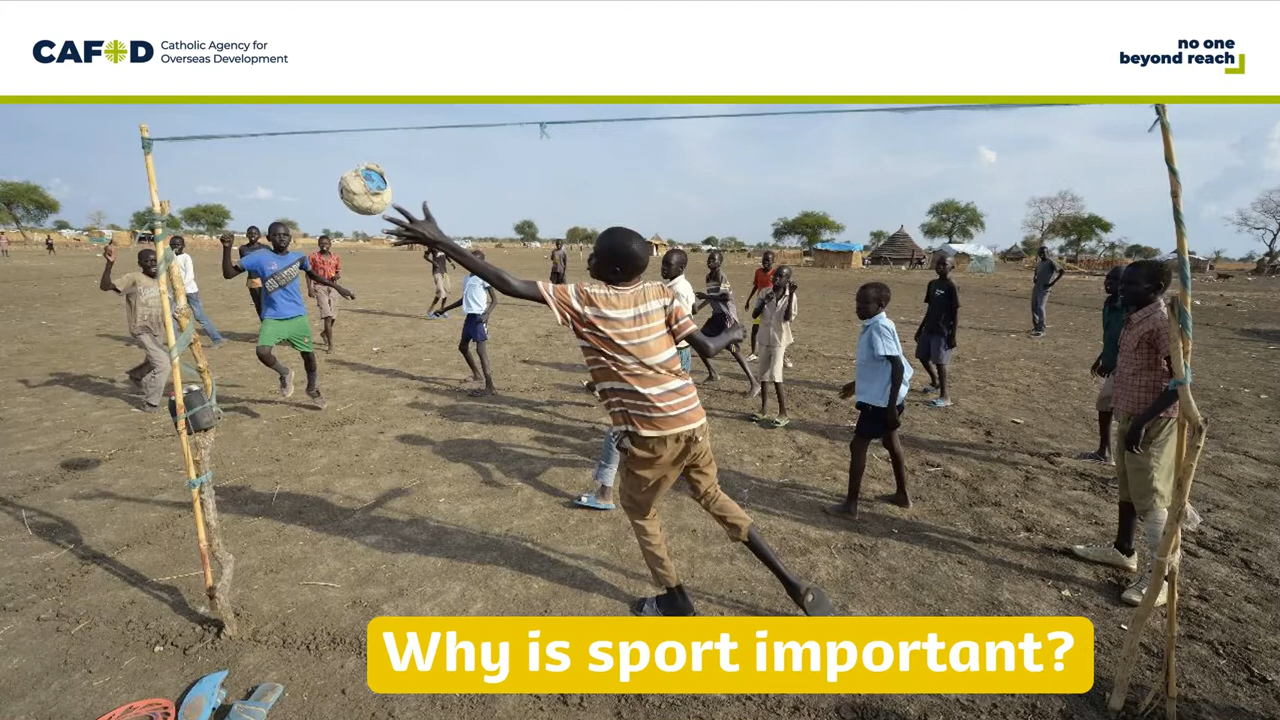 CAFOD
Catholic Agency for
Overseas Development
no one
beyond reach
Why is sport important?